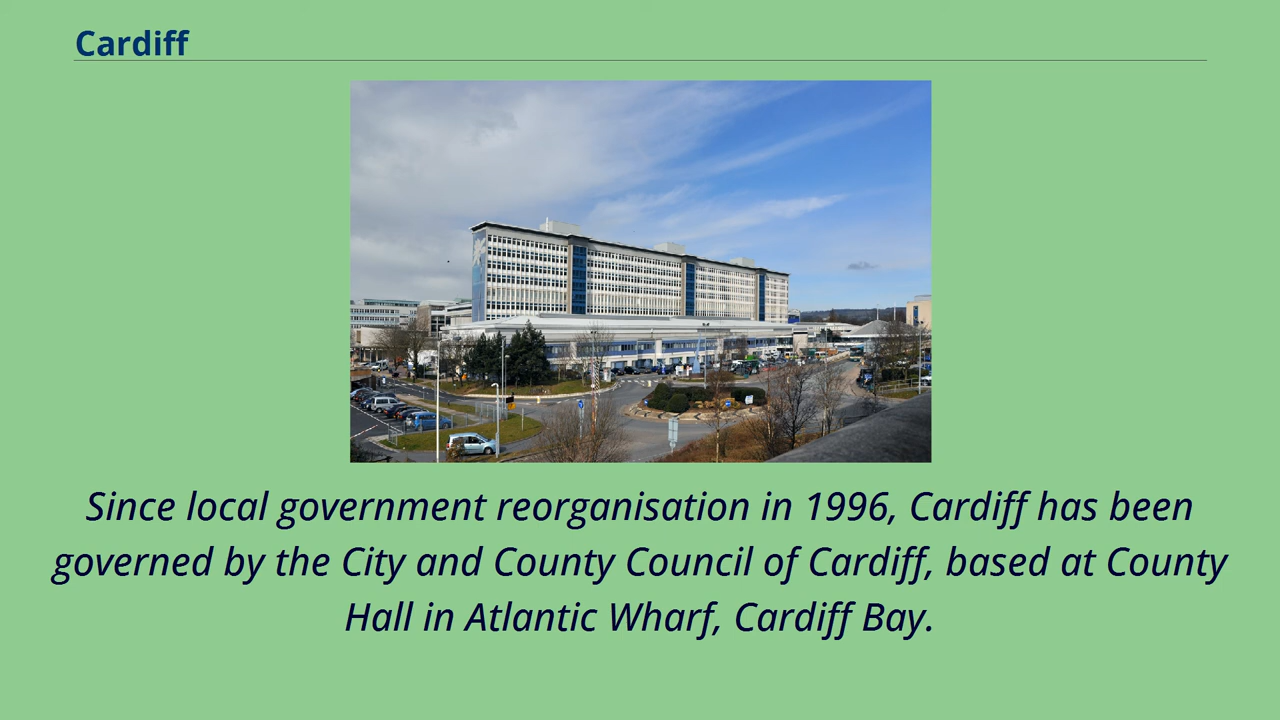 Cardiff
Since local government reorganisation in 1996, Cardiff has been
governed by the City and County Council of Cardiff, based at County
Hall in Atlantic Wharf, Cardiff Bay.